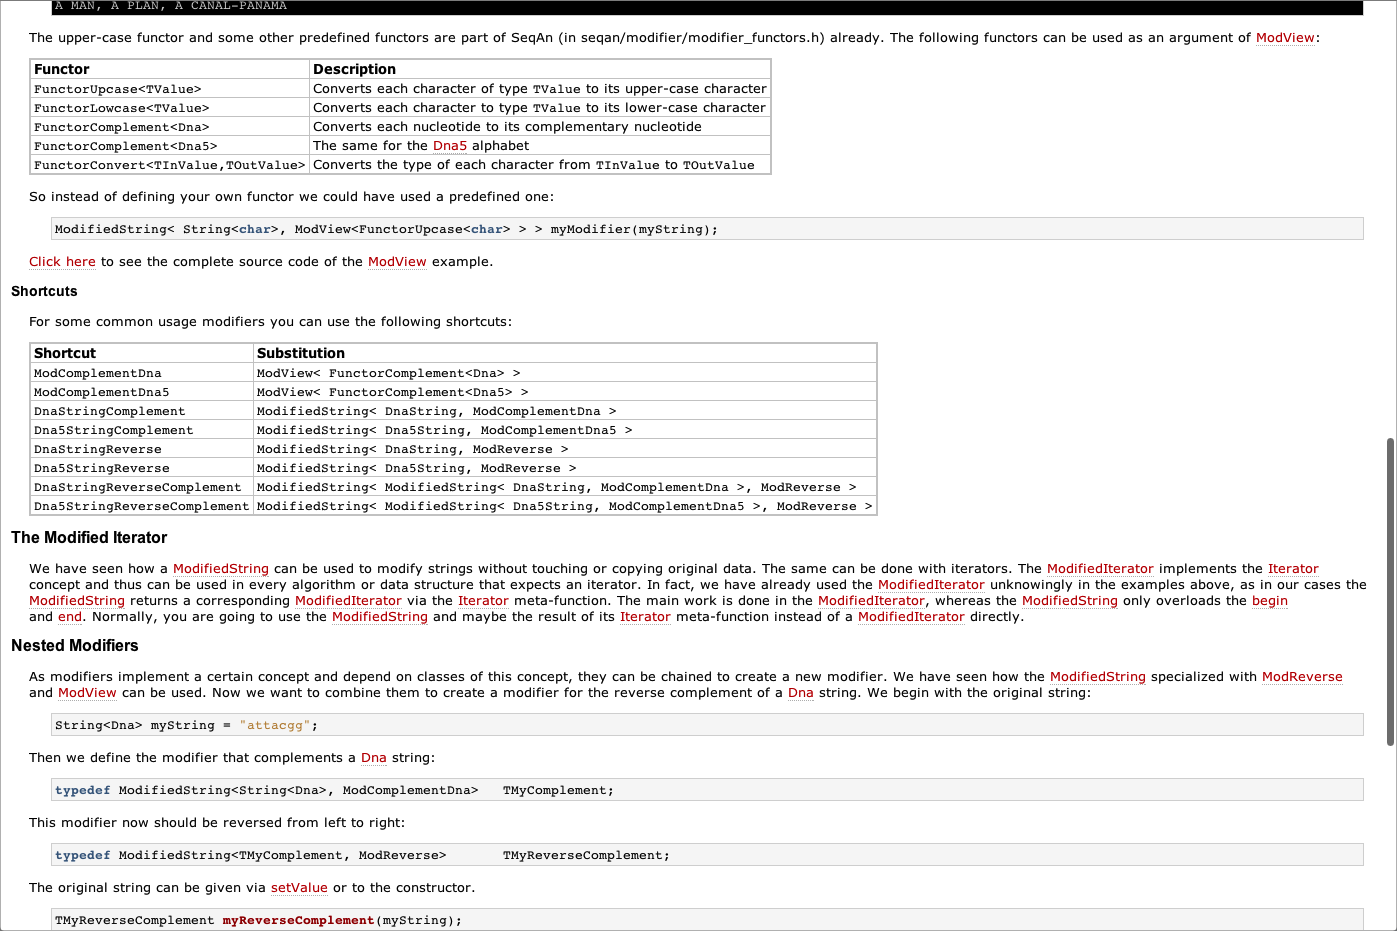 A MAN, A PLAN, A CANAL-PANAMA
The upper-case functor and some other predefined functors are part of SeqAn (in seqan/modifier/modifier_functors.h) already. The following functors can be used as an argument of ModView:
Functor Description
FunctorUpcase<TValue> Converts each character of type TValue to its upper-case character
FunctorLowcase<TValue> Converts each character to type TValue to its lower-case character
FunctorComplement<Dna> Converts each nucleotide to its complementary nucleotide
FunctorComplement<Dna5> The same for the Dna5 alphabet
FunctorConvert<TInValue,TOutValue> Converts the type of each character from TInValue to TOutValue
So instead of defining your own functor we could have used a predefined one:
ModifiedString< String<char>, ModView<FunctorUpcase<char> > > myModifier(myString);
Click here to see the complete source code of the ModView example.
Shortcuts
For some common usage modifiers you can use the following shortcuts:
Shortcut Substitution
ModComplementDna ModView< FunctorComplement<Dna> >
ModComplementDna5 ModView< FunctorComplement<Dna5> >
DnaStringComplement ModifiedString< DnaString, ModComplementDna >
Dna5StringComplement ModifiedString< Dna5String, ModComplementDna5 >
DnaStringReverse ModifiedString< DnaString, ModReverse >
Dna5StringReverse ModifiedString< Dna5String, ModReverse >
DnaStringReverseComplement ModifiedString< ModifiedString< DnaString, ModComplementDna >, ModReverse >
Dna5StringReverseComplement ModifiedString< ModifiedString< Dna5String, ModComplementDna5 >, ModReverse >
The Modified Iterator
We have seen how a ModifiedString can be used to modify strings without touching or copying original data. The same can be done with iterators. The ModifiedIterator implements the Iterator
concept and thus can be used in every algorithm or data structure that expects an iterator. In fact, we have already used the ModifiedIterator unknowingly in the examples above, as in our cases the
ModifiedString returns a corresponding ModifiedIterator via the Iterator meta-function. The main work is done in the ModifiedIterator, whereas the ModifiedString only overloads the begin
and end. Normally, you are going to use the ModifiedString and maybe the result of its Iterator meta-function instead of a ModifiedIterator directly.
Nested Modifiers
As modifiers implement a certain concept and depend on classes of this concept, they can be chained to create a new modifier. We have seen how the ModifiedString specialized with ModReverse
and ModView can be used. Now we want to combine them to create a modifier for the reverse complement of a Dna string. We begin with the original string:
String<Dna> myString = "attacgg";
Then we define the modifier that complements a Dna string:
typedef ModifiedString<String<Dna>, ModComplementDna> TMyComplement;
This modifier now should be reversed from left to right:
typedef ModifiedString<TMyComplement, ModReverse> TMyReverseComplement;
The original string can be given via setValue or to the constructor.
TMyReverseComplement myReverseComplement(myString);